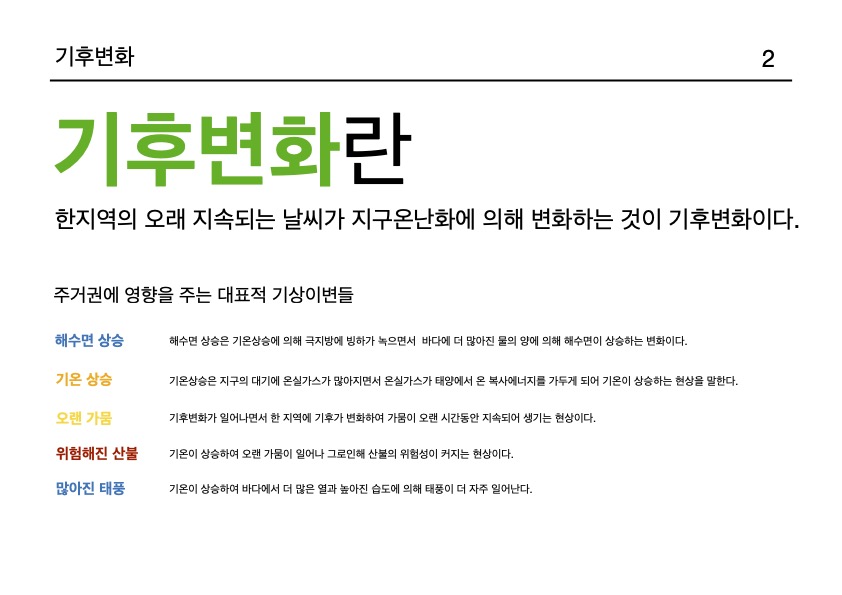 기후변화
2
기후변화란
한지역의 오래 지속되는 날씨가 지구온난화에 의해 변화하는 것이 기후변화이다.
주거권에 영향을 주는 대표적 기상이변들
해수면 상승 해수면 상승은 기온상승에 의해 극지방에 빙하가 녹으면서 바다에 더 많아진 물의 양에 의해 해수면이 상승하는 변화이다.
기온 상승 기온상승은 지구의 대기에 온실가스가 많아지면서 온실가스가 태양에서 온 복사에너지를 가두게 되어 기온이 상승하는 현상을 말한다.
오랜 가뭄 기후변화가 일어나면서 한 지역에 기후가 변화하여 가뭄이 오랜 시간동안 지속되어 생기는 현상이다.
위험해진 산불 기온이 상승하여 오랜 가뭄이 일어나 그로인해 산불의 위험성이 커지는 현상이다.
많아진 태풍 기온이 상승하여 바다에서 더 많은 열과 높아진 습도에 의해 태풍이 더 자주 일어난다.